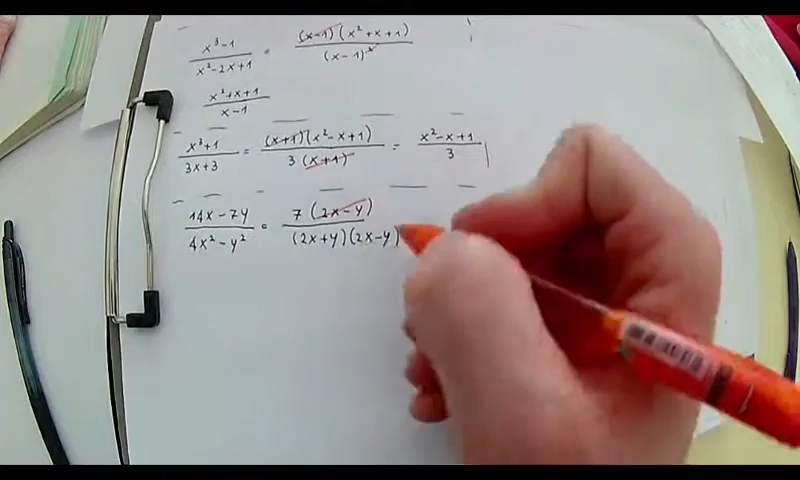 (x³-1)/(x²-2x+1) = ((x-1)(x²+x+1))/((x-1)²)
(x²+x+1)/(x-1)
(x³+1)/(3x+3) = ((x+1)(x²-x+1))/(3(x+1)) = (x²-x+1)/3
(14x-7y)/(4x²-y²) = (7(2x-y))/((2x+y)(2x-y))